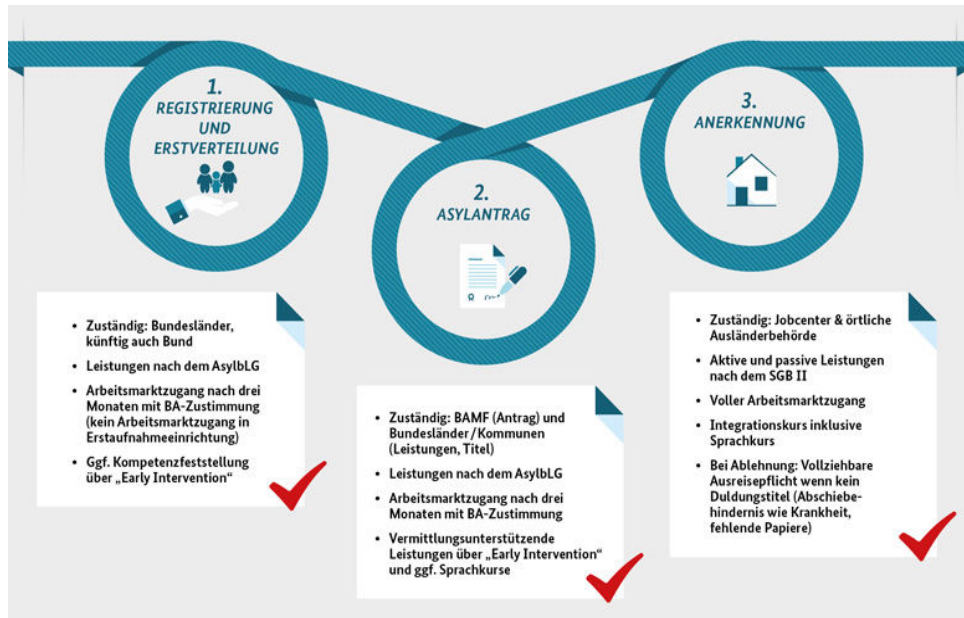 1.
REGISTRIERUNG
UND
ERSTVERTEILUNG
• Zuständig: Bundesländer,
künftig auch Bund
• Leistungen nach dem AsylbLG
• Arbeitsmarktzugang nach drei
Monaten mit BA-Zustimmung
(kein Arbeitsmarktzugang in
Erstaufnahmeeinrichtung)
• Ggf. Kompetenzfeststellung
über „Early Intervention“
2.
ASYLANTRAG
• Zuständig: BAMF (Antrag) und
Bundesländer/Kommunen
(Leistungen, Titel)
• Leistungen nach dem AsylbLG
• Arbeitsmarktzugang nach drei
Monaten mit BA-Zustimmung
• Vermittlungsunterstützende
Leistungen über „Early Intervention“
und ggf. Sprachkurse
3.
ANERKENNUNG
• Zuständig: Jobcenter & örtliche
Ausländerbehörde
• Aktive und passive Leistungen
nach dem SGB II
• Voller Arbeitsmarktzugang
• Integrationskurs inklusive
Sprachkurs
• Bei Ablehnung: Vollziehbare
Ausreisepflicht wenn kein
Duldungstitel (Abschiebe-
hindernis wie Krankheit,
fehlende Papiere)